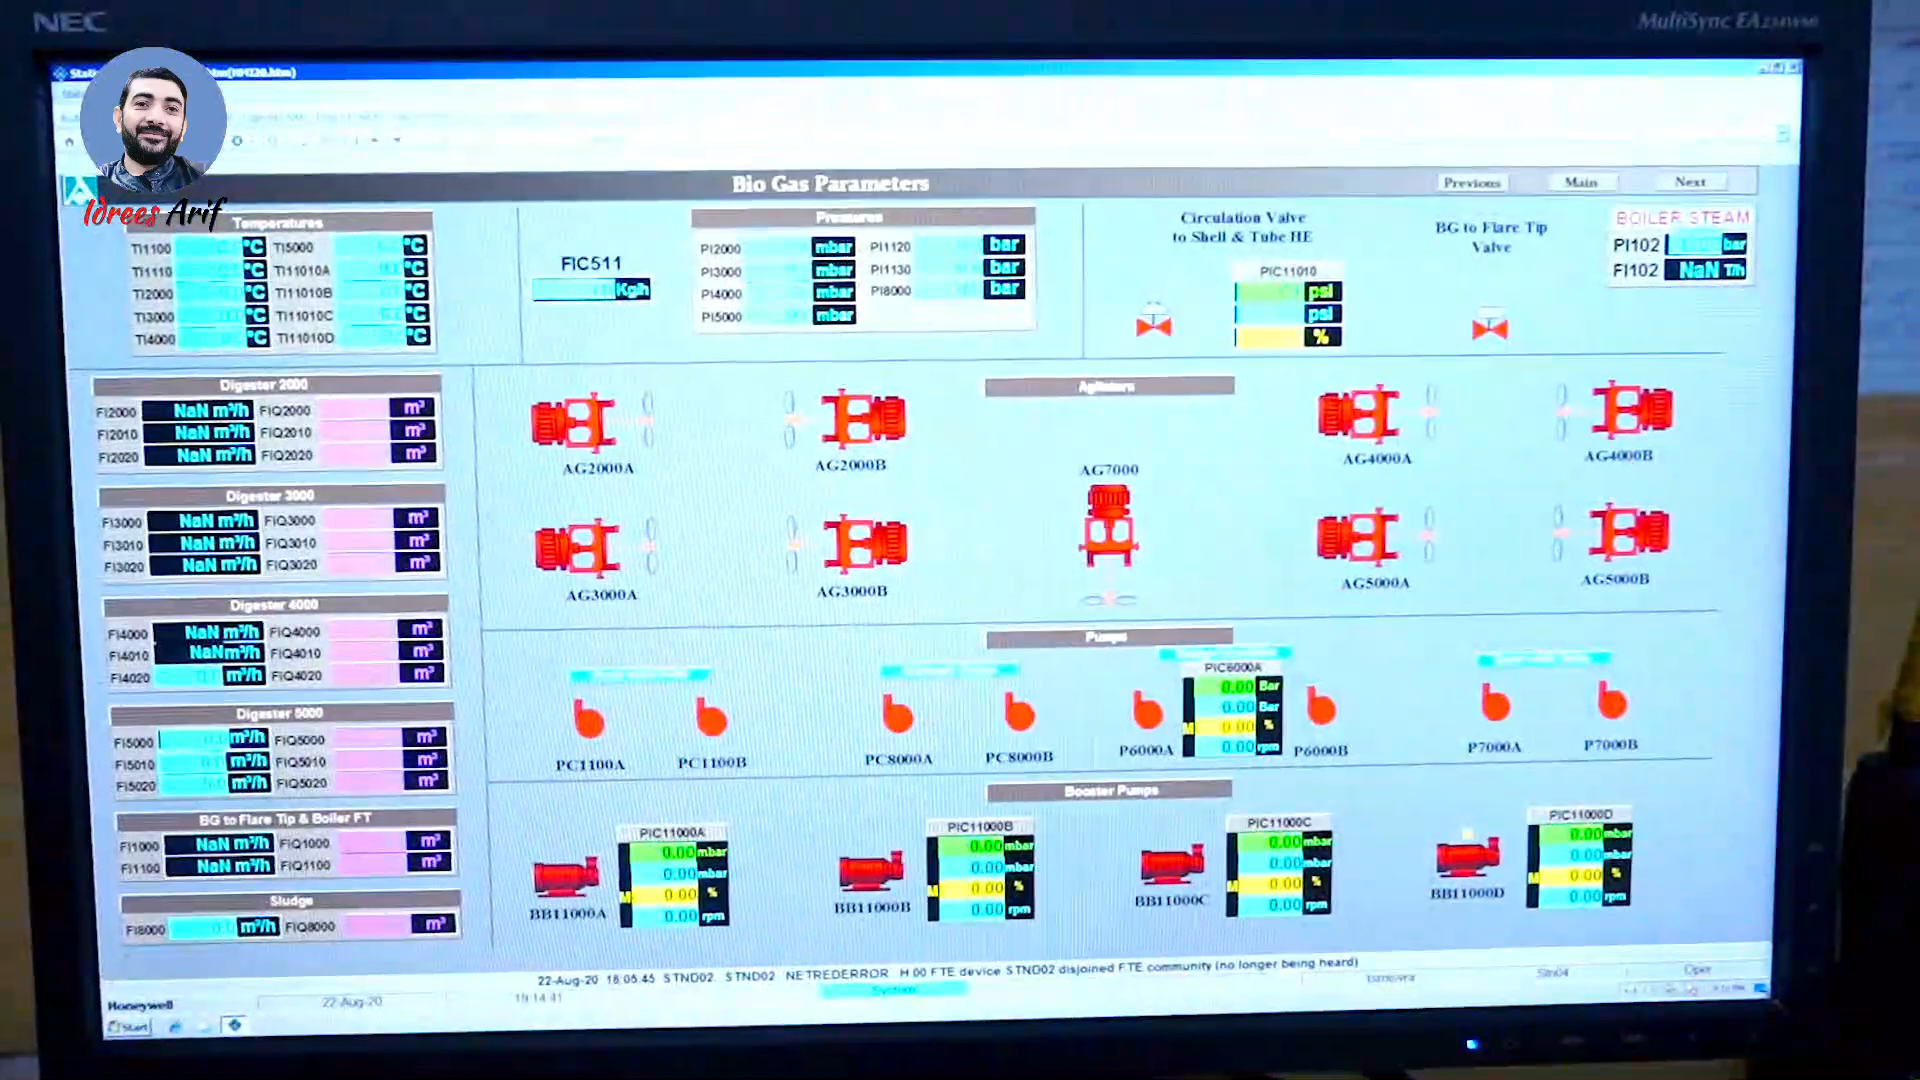 NEC
MultiSync
Idrees Arif
Bio Gas Parameters
Previous
Main
Next
Temperatures
TI1100 °C TI5000 °C
TI1110 °C TI11010A °C
TI2000 °C TI11010B °C
TI3000 °C TI11010C °C
TI4000 °C TI11010D °C
FIC511
Kg/h
Pressures
PI2000 mbar PI1120 bar
PI3000 mbar PI1130 bar
PI4000 mbar PI8000 bar
PI5000 mbar
Circulation Valve
to Shell & Tube HE
PIC11010
psi
psi
%
BG to Flare Tip
Valve
BOILER STEAM
PI102 bar
FI102 NaN T/h
Digester 2000
FI2000 NaN m³/h FIQ2000 m³
FI2010 NaN m³/h FIQ2010 m³
FI2020 NaN m³/h FIQ2020 m³
Digester 3000
FI3000 NaN m³/h FIQ3000 m³
FI3010 NaN m³/h FIQ3010 m³
FI3020 NaN m³/h FIQ3020 m³
Digester 4000
FI4000 NaN m³/h FIQ4000 m³
FI4010 NaN m³/h FIQ4010 m³
FI4020 m³/h FIQ4020 m³
Digester 5000
FI5000 m³/h FIQ5000 m³
FI5010 m³/h FIQ5010 m³
FI5020 m³/h FIQ5020 m³
BG to Flare Tip & Boiler FT
FI1000 NaN m³/h FIQ1000 m³
FI1100 NaN m³/h FIQ1100 m³
Sludge
FI8000 m³/h FIQ8000 m³
Agitators
AG2000A
AG2000B
AG7000
AG4000A
AG4000B
AG3000A
AG3000B
AG5000A
AG5000B
Pumps
PC1100A
PC1100B
PC8000A
PC8000B
P6000A
PIC6000A
0.00 Bar
0.00 Bar
M 0.00 %
0.00 rpm
P6000B
P7000A
P7000B
Booster Pumps
BB11000A
PIC11000A
0.00 mbar
0.00 mbar
M 0.00 %
0.00 rpm
BB11000B
PIC11000B
0.00 mbar
0.00 mbar
M 0.00 %
0.00 rpm
BB11000C
PIC11000C
0.00 mbar
0.00 mbar
M 0.00 %
0.00 rpm
BB11000D
PIC11000D
0.00 mbar
0.00 mbar
M 0.00 %
0.00 rpm
22-Aug-20 16:05:45 STND02 STND02 NETREDERROR H 00 FTE device STND02 disjoined FTE community (no longer being heard)
Honeywell
22-Aug-20
19:14:41
System
Stn04
Oper
Start